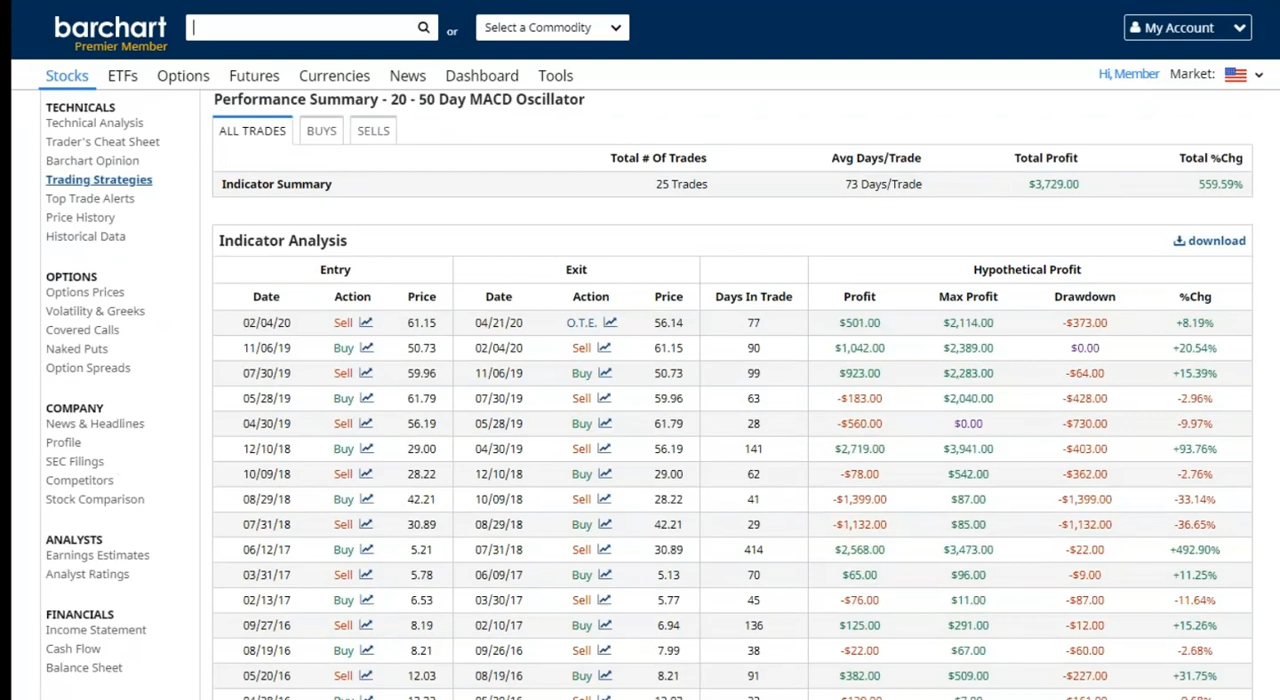 barchart
Premier Member
or
Select a Commodity
My Account
Stocks ETFs Options Futures Currencies News Dashboard Tools
Hi, Member Market:
TECHNICALS
Technical Analysis
Trader's Cheat Sheet
Barchart Opinion
Trading Strategies
Top Trade Alerts
Price History
Historical Data
OPTIONS
Options Prices
Volatility & Greeks
Covered Calls
Naked Puts
Option Spreads
COMPANY
News & Headlines
Profile
SEC Filings
Competitors
Stock Comparison
ANALYSTS
Earnings Estimates
Analyst Ratings
FINANCIALS
Income Statement
Cash Flow
Balance Sheet
Performance Summary - 20 - 50 Day MACD Oscillator
ALL TRADES BUYS SELLS
Total # Of Trades Avg Days/Trade Total Profit Total %Chg
Indicator Summary 25 Trades 73 Days/Trade $3,729.00 559.59%
Indicator Analysis download
Entry Exit Hypothetical Profit
Date Action Price Date Action Price Days In Trade Profit Max Profit Drawdown %Chg
02/04/20 Sell 61.15 04/21/20 O.T.E. 56.14 77 $501.00 $2,114.00 -$373.00 +8.19%
11/06/19 Buy 50.73 02/04/20 Sell 61.15 90 $1,042.00 $2,389.00 $0.00 +20.54%
07/30/19 Sell 59.96 11/06/19 Buy 50.73 99 $923.00 $2,283.00 -$64.00 +15.39%
05/28/19 Buy 61.79 07/30/19 Sell 59.96 63 -$183.00 $2,040.00 -$428.00 -2.96%
04/30/19 Sell 56.19 05/28/19 Buy 61.79 28 -$560.00 $0.00 -$730.00 -9.97%
12/10/18 Buy 29.00 04/30/19 Sell 56.19 141 $2,719.00 $3,941.00 -$403.00 +93.76%
10/09/18 Sell 28.22 12/10/18 Buy 29.00 62 -$78.00 $542.00 -$362.00 -2.76%
08/29/18 Buy 42.21 10/09/18 Sell 28.22 41 -$1,399.00 $87.00 -$1,399.00 -33.14%
07/31/18 Sell 30.89 08/29/18 Buy 42.21 29 -$1,132.00 $85.00 -$1,132.00 -36.65%
06/12/17 Buy 5.21 07/31/18 Sell 30.89 414 $2,568.00 $3,473.00 -$22.00 +492.90%
03/31/17 Sell 5.78 06/09/17 Buy 5.13 70 $65.00 $96.00 -$9.00 +11.25%
02/13/17 Buy 6.53 03/30/17 Sell 5.77 45 -$76.00 $11.00 -$87.00 -11.64%
09/27/16 Sell 8.19 02/10/17 Buy 6.94 136 $125.00 $291.00 -$12.00 +15.26%
08/19/16 Buy 8.21 09/26/16 Sell 7.99 38 -$22.00 $67.00 -$60.00 -2.68%
05/20/16 Sell 12.03 08/19/16 Buy 8.21 91 $382.00 $509.00 -$227.00 +31.75%